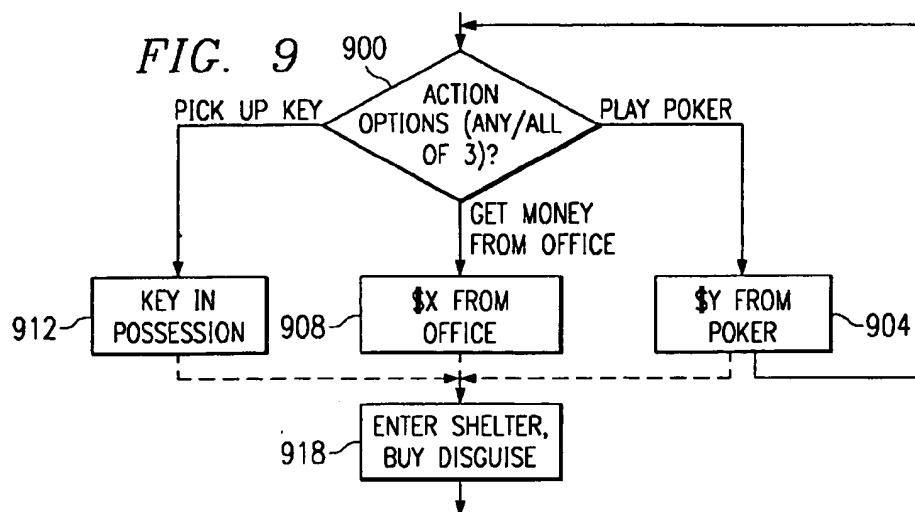 FIG. 9
900
ACTION
OPTIONS (ANY/ALL
OF 3)?
PICK UP KEY
PLAY POKER
GET MONEY
FROM OFFICE
KEY IN
POSSESSION
912
$X FROM
OFFICE
908
$Y FROM
POKER
904
ENTER SHELTER,
BUY DISGUISE
918